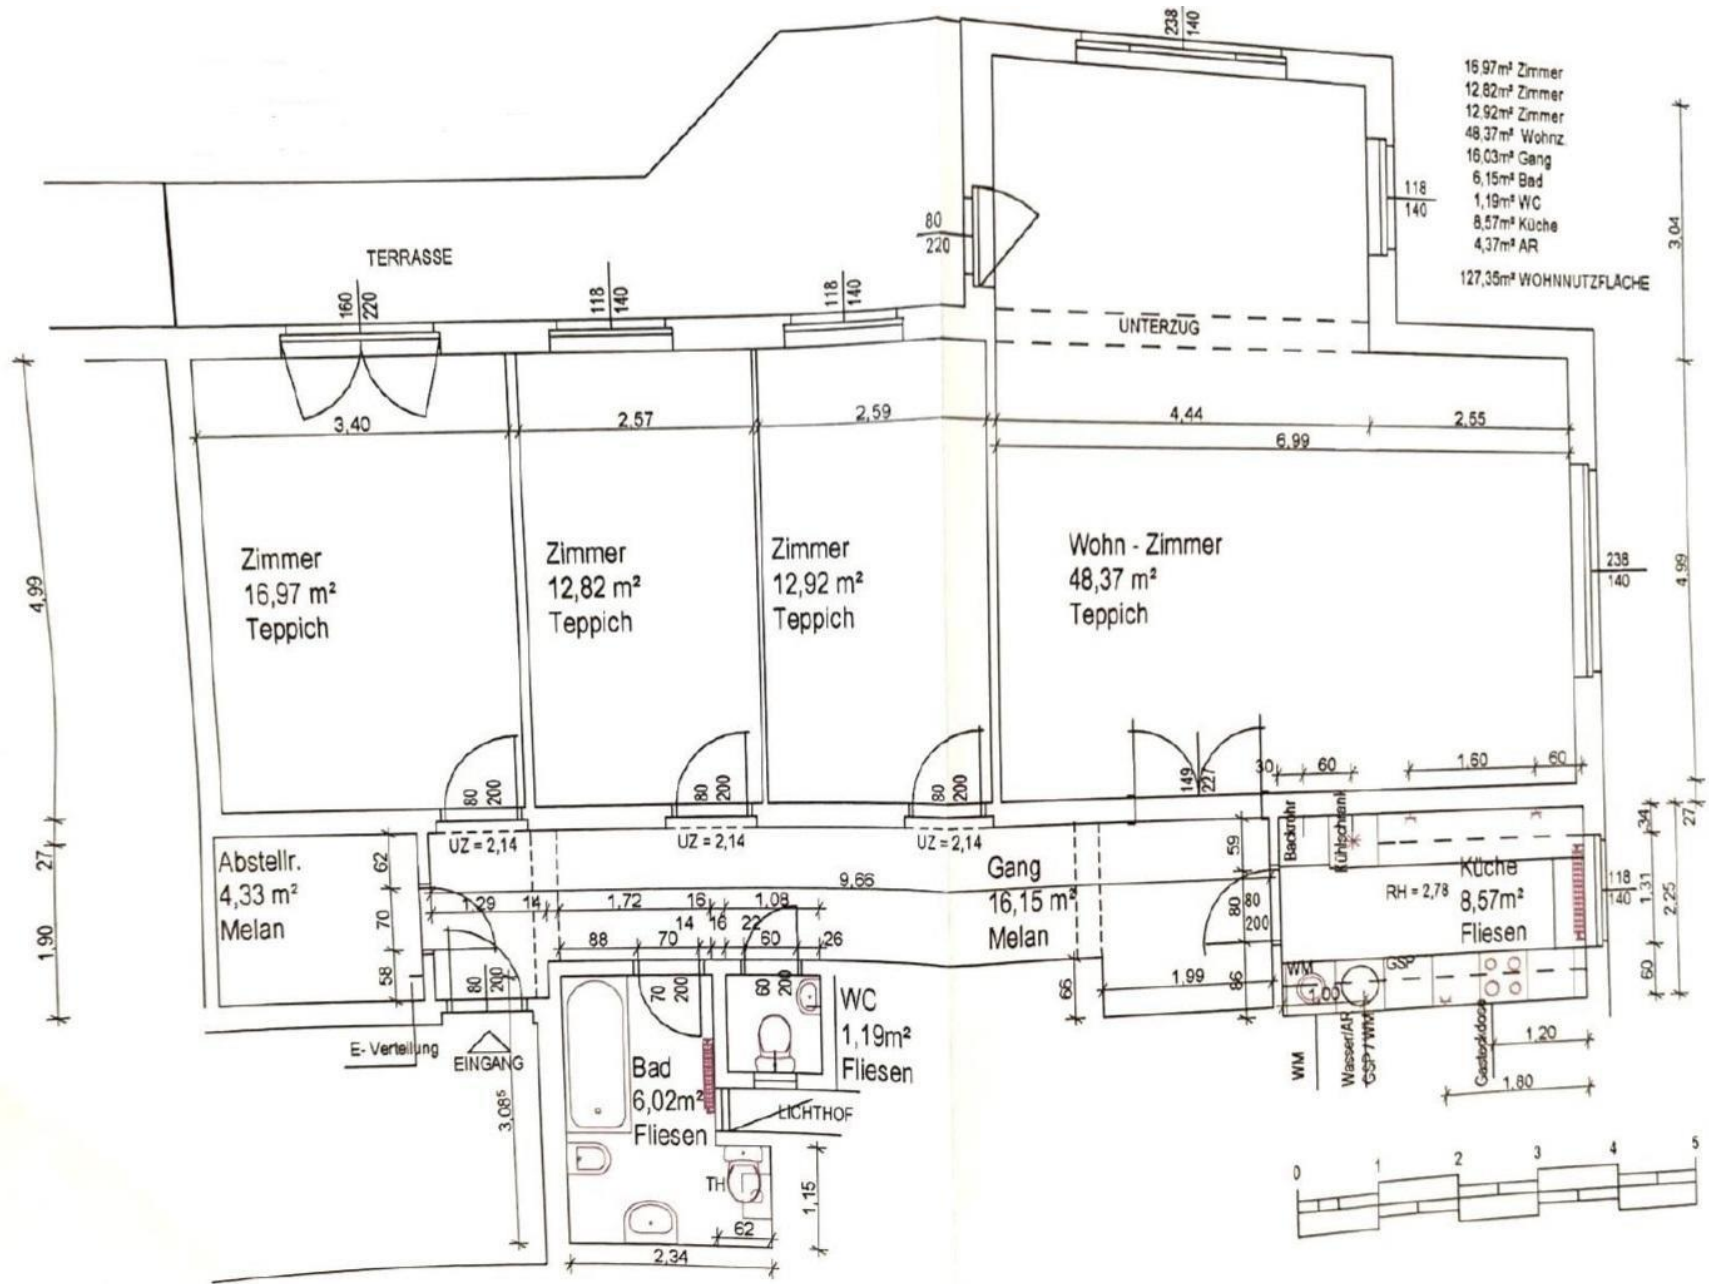 238
140
16,97m² Zimmer
12,82m² Zimmer
12,92m² Zimmer
48,37m² Wohnz.
16,03m² Gang
6,15m² Bad
1,19m² WC
8,57m² Küche
4,37m² AR
127,35m² WOHNNUTZFLÄCHE
118
140
3,04
80
220
TERRASSE
160
220
118
140
118
140
UNTERZUG
3,40
2,57
2,59
4,44
2,55
6,99
4,99
Zimmer
16,97 m²
Teppich
Zimmer
12,82 m²
Teppich
Zimmer
12,92 m²
Teppich
Wohn - Zimmer
48,37 m²
Teppich
238
140
4,99
80
200
80
200
80
200
149
227
30
60
1,60
60
27
1,90
Abstellr.
4,33 m²
Melan
62
70
58
UZ = 2,14
UZ = 2,14
UZ = 2,14
9,66
1,29
14
1,72
16
1,08
14
16
22
88
70
60
26
Gang
16,15 m²
Melan
59
80
80
200
86
66
1,99
Backrohr
Kühlschrank
RH = 2,78
Küche
8,57m²
Fliesen
118
140
34
27
1,31
2,25
60
WM
GSP
1,00
WM
Wasser/AR
GSP / WM
Gassteckdose
1,20
1,80
80
200
E- Verteilung
EINGANG
3,08⁵
70
200
60
200
WC
1,19m²
Fliesen
Bad
6,02m²
Fliesen
LICHTHOF
TH
1,15
62
2,34
0
1
2
3
4
5